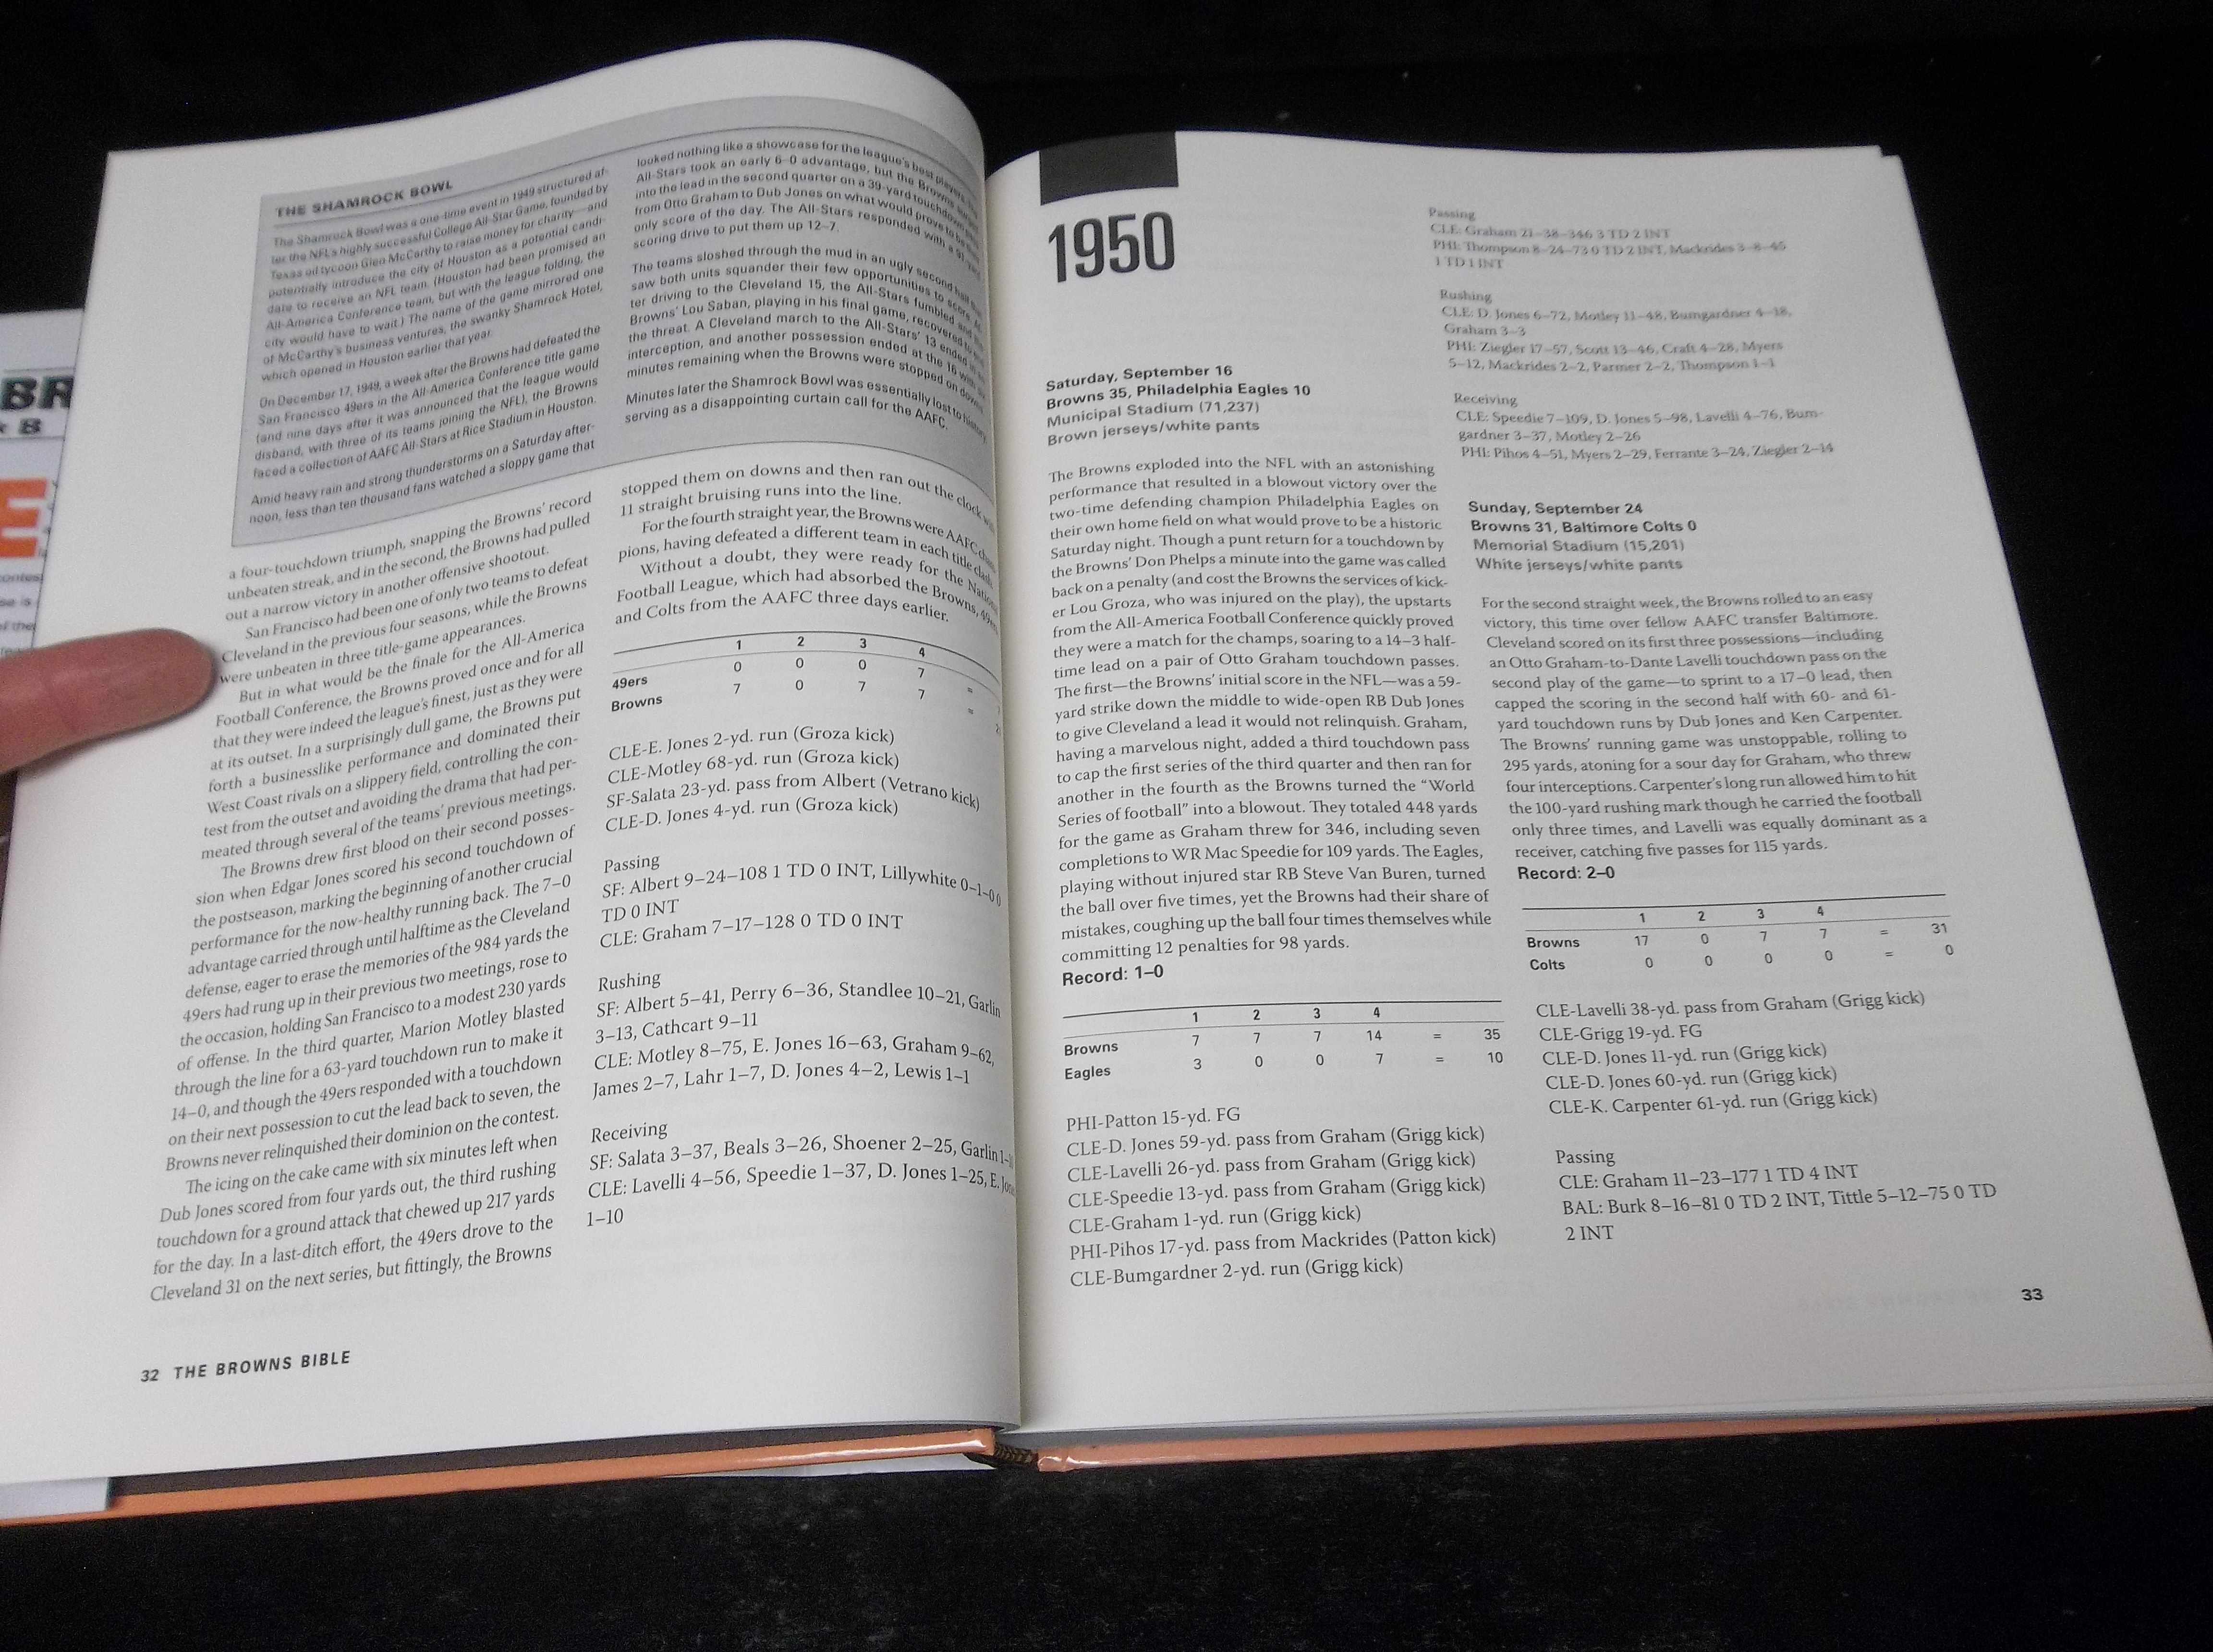 BR
& B
E
THE SHAMROCK BOWL
The Shamrock Bowl was a one-time event in 1949 structured af-
ter the NFL's highly successful College All-Star Game, founded by
Texas oil tycoon Glen McCarthy to raise money for charity—and
potentially introduce the city of Houston as a potential candi-
date to receive an NFL team. (Houston had been promised an
All-America Conference team, but with the league folding, the
city would have to wait.) The name of the game mirrored one
of McCarthy's business ventures, the swanky Shamrock Hotel,
which opened in Houston earlier that year.
On December 17, 1949, a week after the Browns had defeated the
San Francisco 49ers in the All-America Conference title game
(and nine days after it was announced that the league would
disband, with three of its teams joining the NFL), the Browns
faced a collection of AAFC All-Stars at Rice Stadium in Houston.
Amid heavy rain and strong thunderstorms on a Saturday after-
noon, less than ten thousand fans watched a sloppy game that
looked nothing like a showcase for the league's best players. The
All-Stars took an early 6–0 advantage, but the Browns surged
into the lead in the second quarter on a 39-yard touchdown pass
from Otto Graham to Dub Jones on what would prove to be their
only score of the day. The All-Stars responded with a 91-yard
scoring drive to put them up 12–7.
The teams sloshed through the mud in an ugly second half that
saw both units squander their few opportunities to score. Af-
ter driving to the Cleveland 15, the All-Stars fumbled and the
Browns' Lou Saban, playing in his final game, recovered to end
the threat. A Cleveland march to the All-Stars' 13 ended in an
interception, and another possession ended at the 16 with six
minutes remaining when the Browns were stopped on downs.
Minutes later the Shamrock Bowl was essentially lost to history,
serving as a disappointing curtain call for the AAFC.
a four-touchdown triumph, snapping the Browns' record
unbeaten streak, and in the second, the Browns had pulled
out a narrow victory in another offensive shootout.
San Francisco had been one of only two teams to defeat
Cleveland in the previous four seasons, while the Browns
were unbeaten in three title-game appearances.
But in what would be the finale for the All-America
Football Conference, the Browns proved once and for all
that they were indeed the league's finest, just as they were
at its outset. In a surprisingly dull game, the Browns put
forth a businesslike performance and dominated their
West Coast rivals on a slippery field, controlling the con-
test from the outset and avoiding the drama that had per-
meated through several of the teams' previous meetings.
The Browns drew first blood on their second posses-
sion when Edgar Jones scored his second touchdown of
the postseason, marking the beginning of another crucial
performance for the now-healthy running back. The 7–0
advantage carried through until halftime as the Cleveland
defense, eager to erase the memories of the 984 yards the
49ers had rung up in their previous two meetings, rose to
the occasion, holding San Francisco to a modest 230 yards
of offense. In the third quarter, Marion Motley blasted
through the line for a 63-yard touchdown run to make it
14–0, and though the 49ers responded with a touchdown
on their next possession to cut the lead back to seven, the
Browns never relinquished their dominion on the contest.
The icing on the cake came with six minutes left when
Dub Jones scored from four yards out, the third rushing
touchdown for a ground attack that chewed up 217 yards
for the day. In a last-ditch effort, the 49ers drove to the
Cleveland 31 on the next series, but fittingly, the Browns
stopped them on downs and then ran out the clock with
11 straight bruising runs into the line.
For the fourth straight year, the Browns were AAFC cham-
pions, having defeated a different team in each title clash.
Without a doubt, they were ready for the National
Football League, which had absorbed the Browns, 49ers,
and Colts from the AAFC three days earlier.
1 2 3 4
49ers 0 0 0 7 = 7
Browns 7 0 7 7 = 21
CLE-E. Jones 2-yd. run (Groza kick)
CLE-Motley 68-yd. run (Groza kick)
SF-Salata 23-yd. pass from Albert (Vetrano kick)
CLE-D. Jones 4-yd. run (Groza kick)
Passing
SF: Albert 9–24–108 1 TD 0 INT, Lillywhite 0–1–0 0
TD 0 INT
CLE: Graham 7–17–128 0 TD 0 INT
Rushing
SF: Albert 5–41, Perry 6–36, Standlee 10–21, Garlin
3–13, Cathcart 9–11
CLE: Motley 8–75, E. Jones 16–63, Graham 9–62,
James 2–7, Lahr 1–7, D. Jones 4–2, Lewis 1–1
Receiving
SF: Salata 3–37, Beals 3–26, Shoener 2–25, Garlin
CLE: Lavelli 4–56, Speedie 1–37, D. Jones 1–25, E. Jones
1–10
32 THE BROWNS BIBLE
1950
Saturday, September 16
Browns 35, Philadelphia Eagles 10
Municipal Stadium (71,237)
Brown jerseys/white pants
The Browns exploded into the NFL with an astonishing
performance that resulted in a blowout victory over the
two-time defending champion Philadelphia Eagles on
their own home field on what would prove to be a historic
Saturday night. Though a punt return for a touchdown by
the Browns' Don Phelps a minute into the game was called
back on a penalty (and cost the Browns the services of kick-
er Lou Groza, who was injured on the play), the upstarts
from the All-America Football Conference quickly proved
they were a match for the champs, soaring to a 14–3 half-
time lead on a pair of Otto Graham touchdown passes.
The first—the Browns' initial score in the NFL—was a 59-
yard strike down the middle to wide-open RB Dub Jones
to give Cleveland a lead it would not relinquish. Graham,
having a marvelous night, added a third touchdown pass
to cap the first series of the third quarter and then ran for
another in the fourth as the Browns turned the “World
Series of football” into a blowout. They totaled 448 yards
for the game as Graham threw for 346, including seven
completions to WR Mac Speedie for 109 yards. The Eagles,
playing without injured star RB Steve Van Buren, turned
the ball over five times, yet the Browns had their share of
mistakes, coughing up the ball four times themselves while
committing 12 penalties for 98 yards.
Record: 1–0
1 2 3 4
Browns 7 7 7 14 = 35
Eagles 3 0 0 7 = 10
PHI-Patton 15-yd. FG
CLE-D. Jones 59-yd. pass from Graham (Grigg kick)
CLE-Lavelli 26-yd. pass from Graham (Grigg kick)
CLE-Speedie 13-yd. pass from Graham (Grigg kick)
CLE-Graham 1-yd. run (Grigg kick)
PHI-Pihos 17-yd. pass from Mackrides (Patton kick)
CLE-Bumgardner 2-yd. run (Grigg kick)
Passing
CLE: Graham 21–38–346 3 TD 2 INT
PHI: Thompson 8–24–73 0 TD 2 INT, Mackrides 3–8–45
1 TD 1 INT
Rushing
CLE: D. Jones 6–72, Motley 11–48, Bumgardner 4–18,
Graham 3–3
PHI: Ziegler 17–57, Scott 13–46, Craft 4–28, Myers
5–12, Mackrides 2–2, Parmer 2–2, Thompson 1–1
Receiving
CLE: Speedie 7–109, D. Jones 5–98, Lavelli 4–76, Bum-
gardner 3–37, Motley 2–26
PHI: Pihos 4–51, Myers 2–29, Ferrante 3–24, Ziegler 2–14
Sunday, September 24
Browns 31, Baltimore Colts 0
Memorial Stadium (15,201)
White jerseys/white pants
For the second straight week, the Browns rolled to an easy
victory, this time over fellow AAFC transfer Baltimore.
Cleveland scored on its first three possessions—including
an Otto Graham-to-Dante Lavelli touchdown pass on the
second play of the game—to sprint to a 17–0 lead, then
capped the scoring in the second half with 60- and 61-
yard touchdown runs by Dub Jones and Ken Carpenter.
The Browns' running game was unstoppable, rolling to
295 yards, atoning for a sour day for Graham, who threw
four interceptions. Carpenter's long run allowed him to hit
the 100-yard rushing mark though he carried the football
only three times, and Lavelli was equally dominant as a
receiver, catching five passes for 115 yards.
Record: 2–0
1 2 3 4
Browns 17 0 7 7 = 31
Colts 0 0 0 0 = 0
CLE-Lavelli 38-yd. pass from Graham (Grigg kick)
CLE-Grigg 19-yd. FG
CLE-D. Jones 11-yd. run (Grigg kick)
CLE-D. Jones 60-yd. run (Grigg kick)
CLE-K. Carpenter 61-yd. run (Grigg kick)
Passing
CLE: Graham 11–23–177 1 TD 4 INT
BAL: Burk 8–16–81 0 TD 2 INT, Tittle 5–12–75 0 TD
2 INT
33